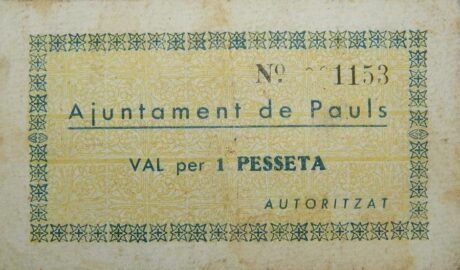 Nº 1153
Ajuntament de Pauls
VAL per 1 PESSETA
AUTORITZAT